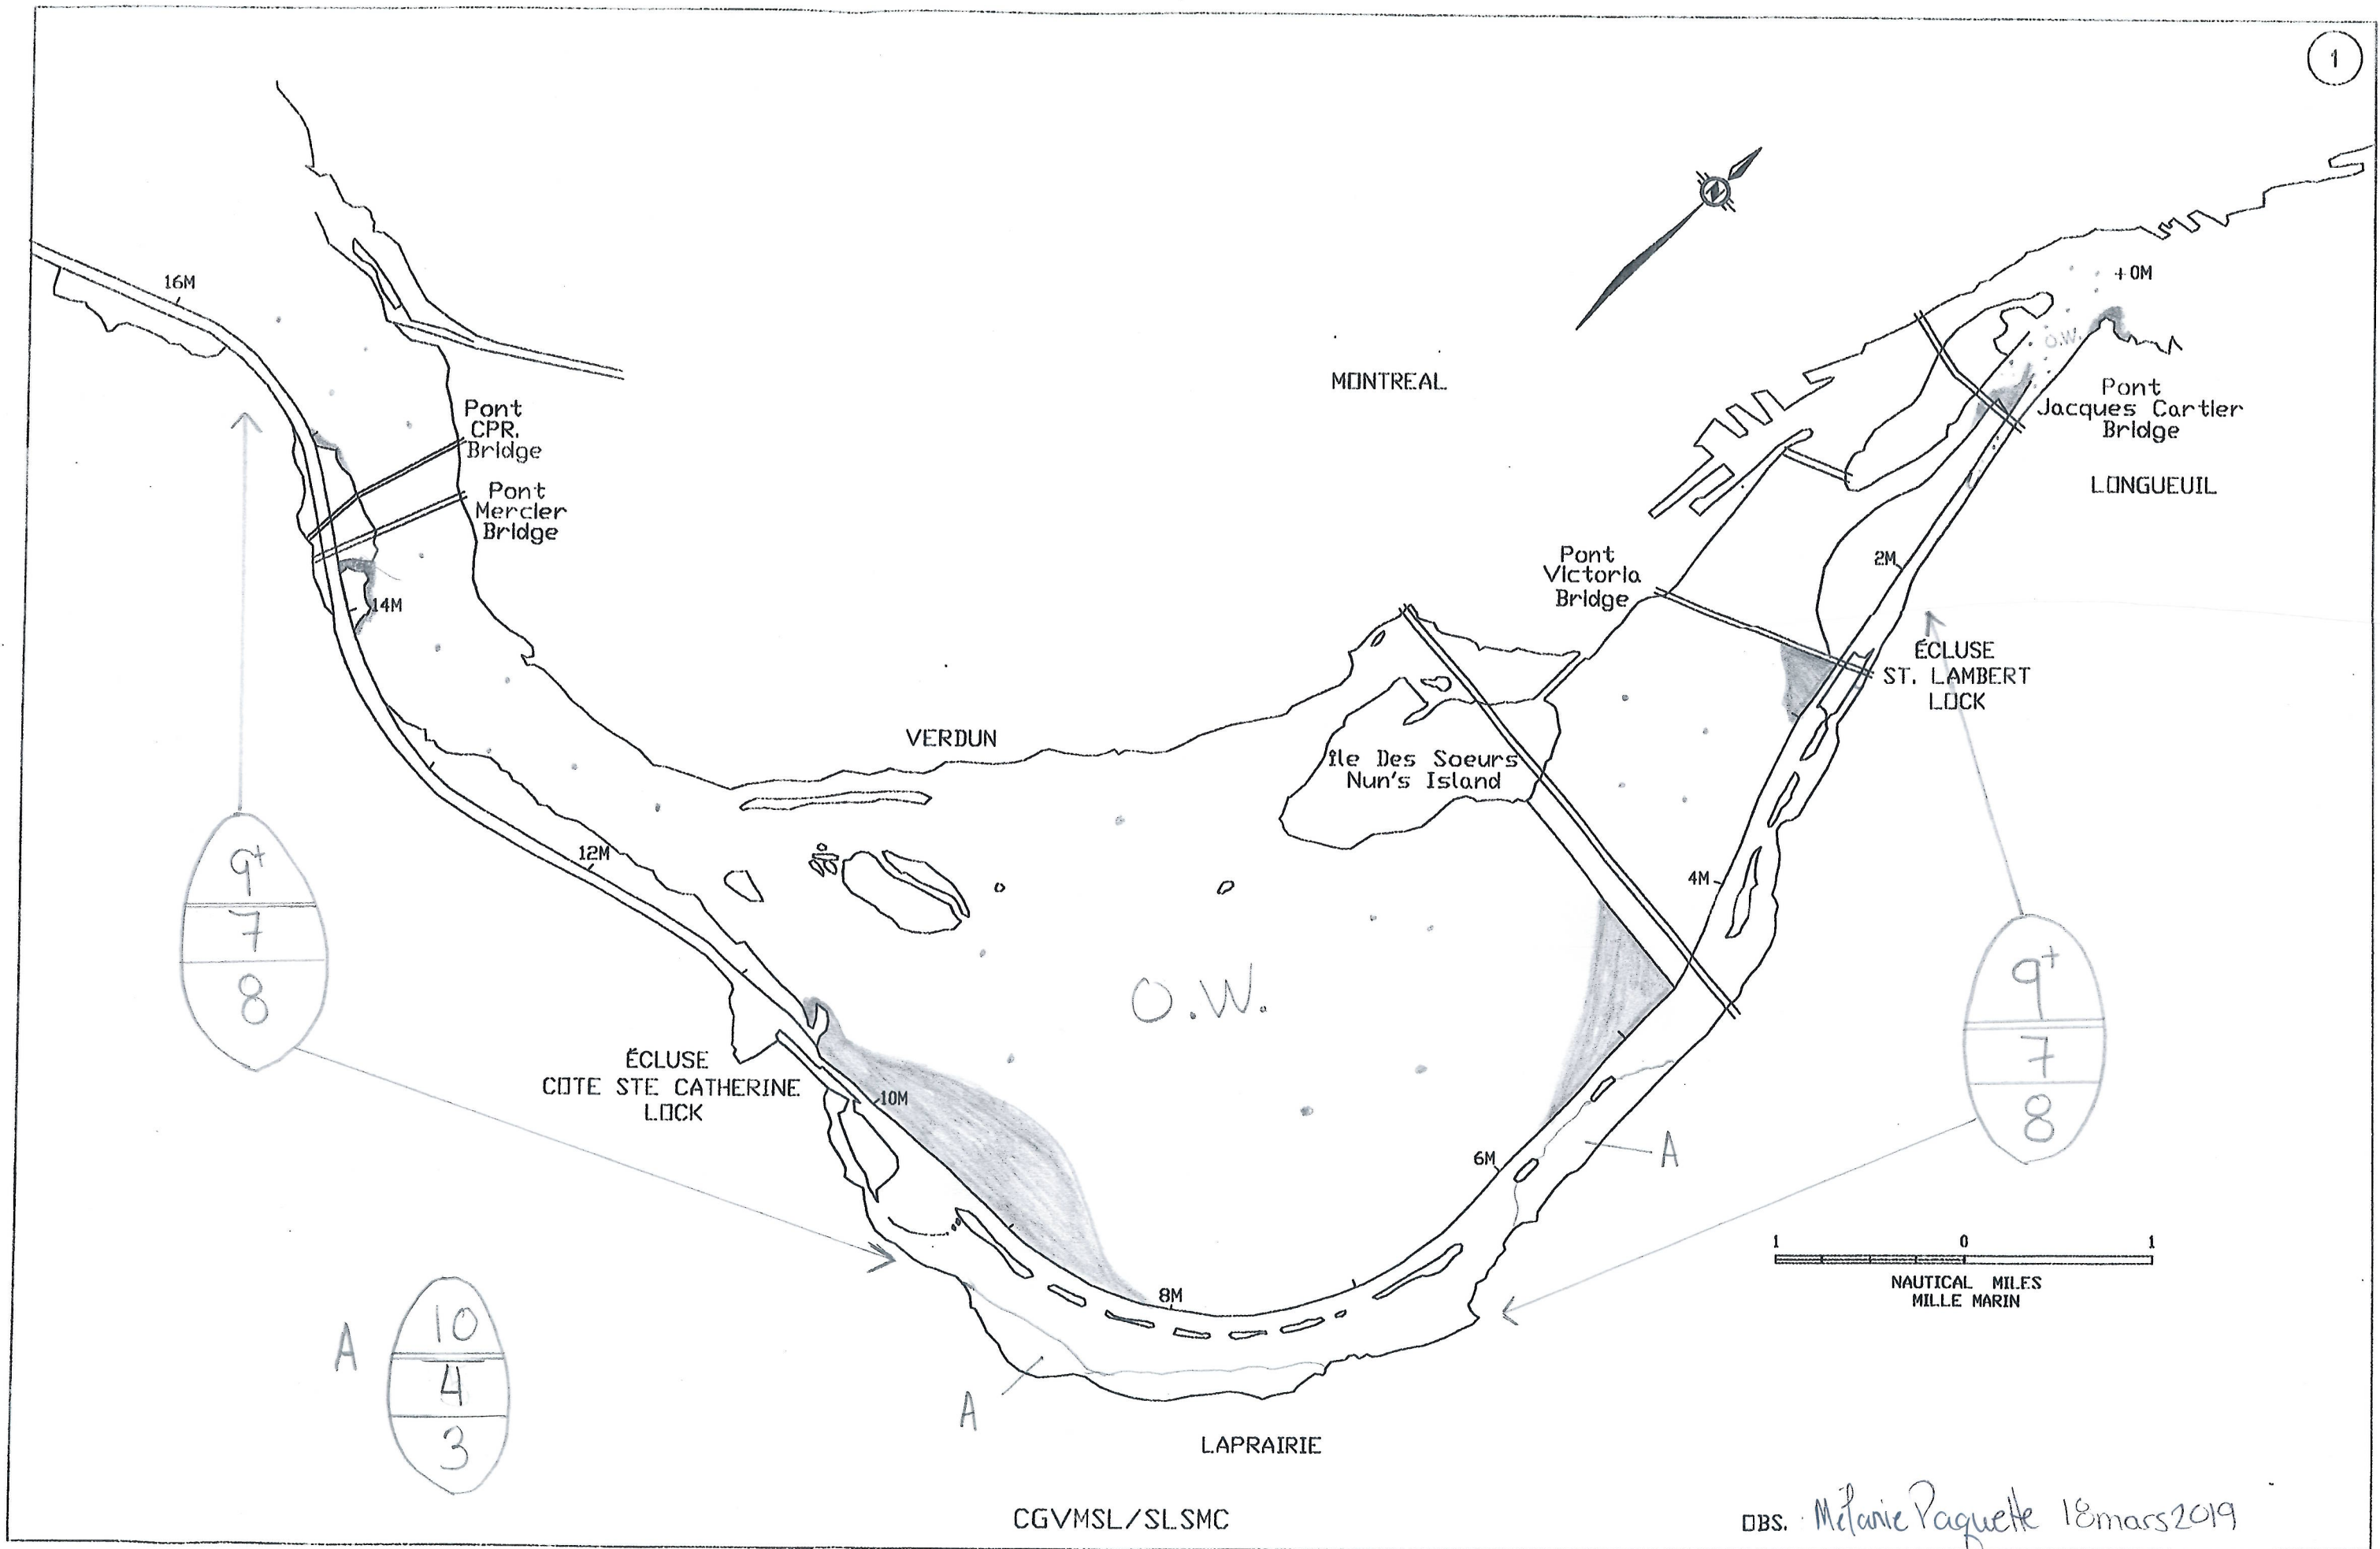 1
+0M
16M
O.W.
MONTREAL
Pont
Jacques Cartier
Bridge
Pont
CPR.
Bridge
LONGUEUIL
Pont
Mercier
Bridge
2M
Pont
Victoria
Bridge
14M
ÉCLUSE
ST. LAMBERT
LOCK
VERDUN
Île Des Soeurs
Nun's Island
12M
4M
9+
7
8
O.W.
9+
7
8
ÉCLUSE
COTE STE CATHERINE
LOCK
10M
A
6M
1 0 1
NAUTICAL MILES
MILLE MARIN
8M
A
10
4
3
A
LAPRAIRIE
CGVMSL/SLSMC
OBS. Mélanie Paquette 18 mars 2019